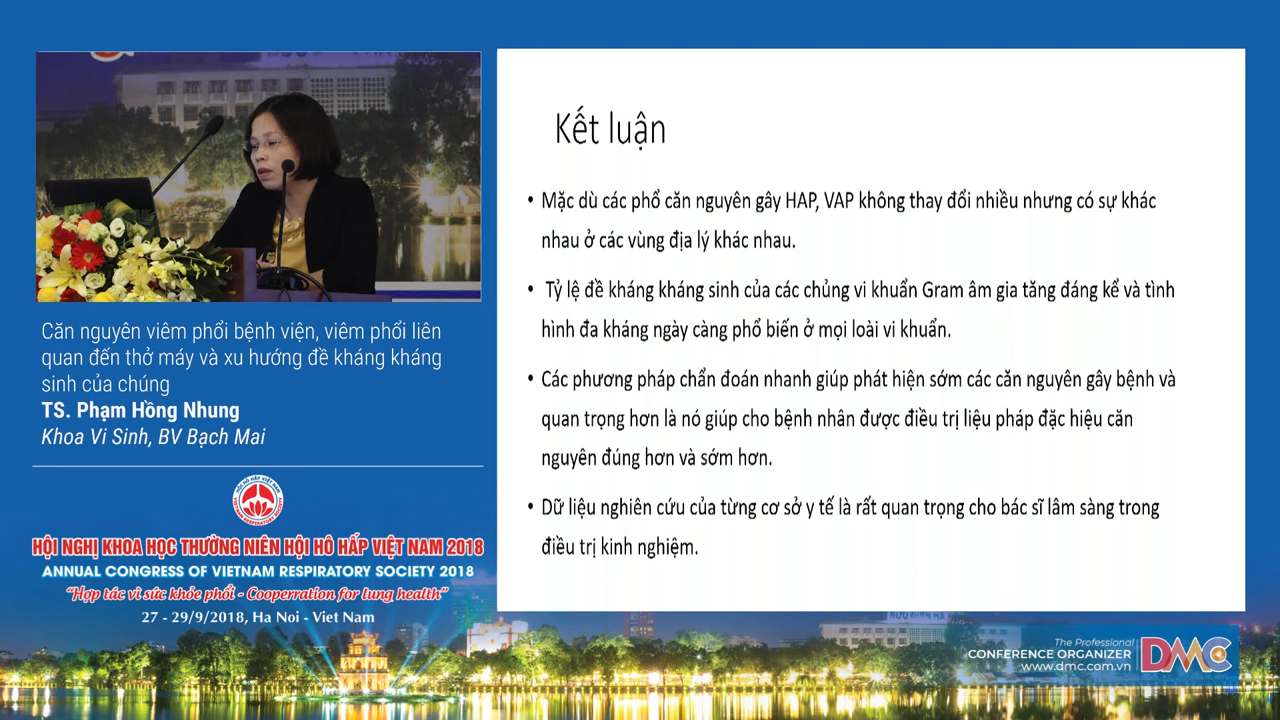 Căn nguyên viêm phổi bệnh viện, viêm phổi liên
quan đến thở máy và xu hướng đề kháng kháng
sinh của chúng
TS. Phạm Hồng Nhung
Khoa Vi Sinh, BV Bạch Mai
HỘI HÔ HẤP VIỆT NAM
VIETNAM RESPIRATORY SOCIETY
HỘI NGHỊ KHOA HỌC THƯỜNG NIÊN HỘI HÔ HẤP VIỆT NAM 2018
ANNUAL CONGRESS OF VIETNAM RESPIRATORY SOCIETY 2018
“Hợp tác vì sức khỏe phổi - Cooperration for lung health”
27 - 29/9/2018, Ha Noi - Viet Nam
Kết luận
• Mặc dù các phổ căn nguyên gây HAP, VAP không thay đổi nhiều nhưng có sự khác
nhau ở các vùng địa lý khác nhau.
• Tỷ lệ đề kháng kháng sinh của các chủng vi khuẩn Gram âm gia tăng đáng kể và tình
hình đa kháng ngày càng phổ biến ở mọi loài vi khuẩn.
• Các phương pháp chẩn đoán nhanh giúp phát hiện sớm các căn nguyên gây bệnh và
quan trọng hơn là nó giúp cho bệnh nhân được điều trị liệu pháp đặc hiệu căn
nguyên đúng hơn và sớm hơn.
• Dữ liệu nghiên cứu của từng cơ sở y tế là rất quan trọng cho bác sĩ lâm sàng trong
điều trị kinh nghiệm.
The Professional
CONFERENCE ORGANIZER
www.dmc.com.vn
DMC